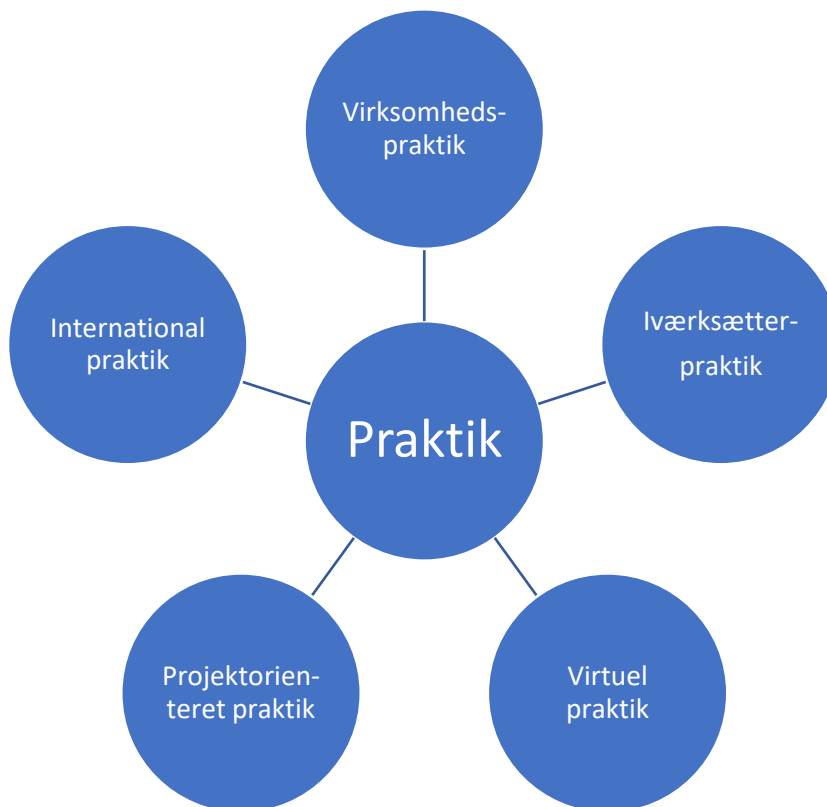 Virksomheds-
praktik
International
praktik
Iværksætter-
praktik
Praktik
Projektorien-
teret praktik
Virtuel
praktik